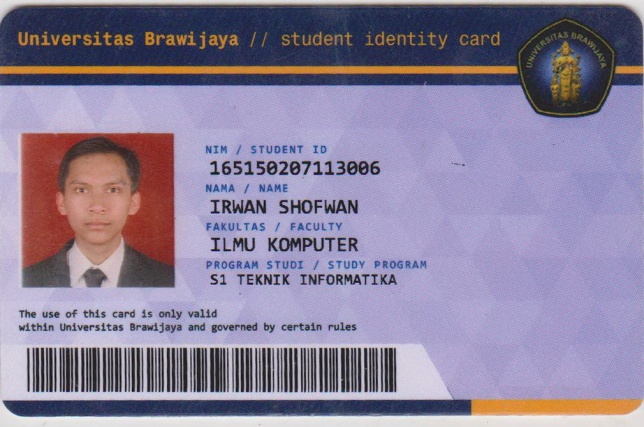 Universitas Brawijaya // student identity card
UNIVERSITAS BRAWIJAYA
NIM / STUDENT ID
165150207113006
NAMA / NAME
IRWAN SHOFWAN
FAKULTAS / FACULTY
ILMU KOMPUTER
PROGRAM STUDI / STUDY PROGRAM
S1 TEKNIK INFORMATIKA
The use of this card is only valid
within Universitas Brawijaya and governed by certain rules